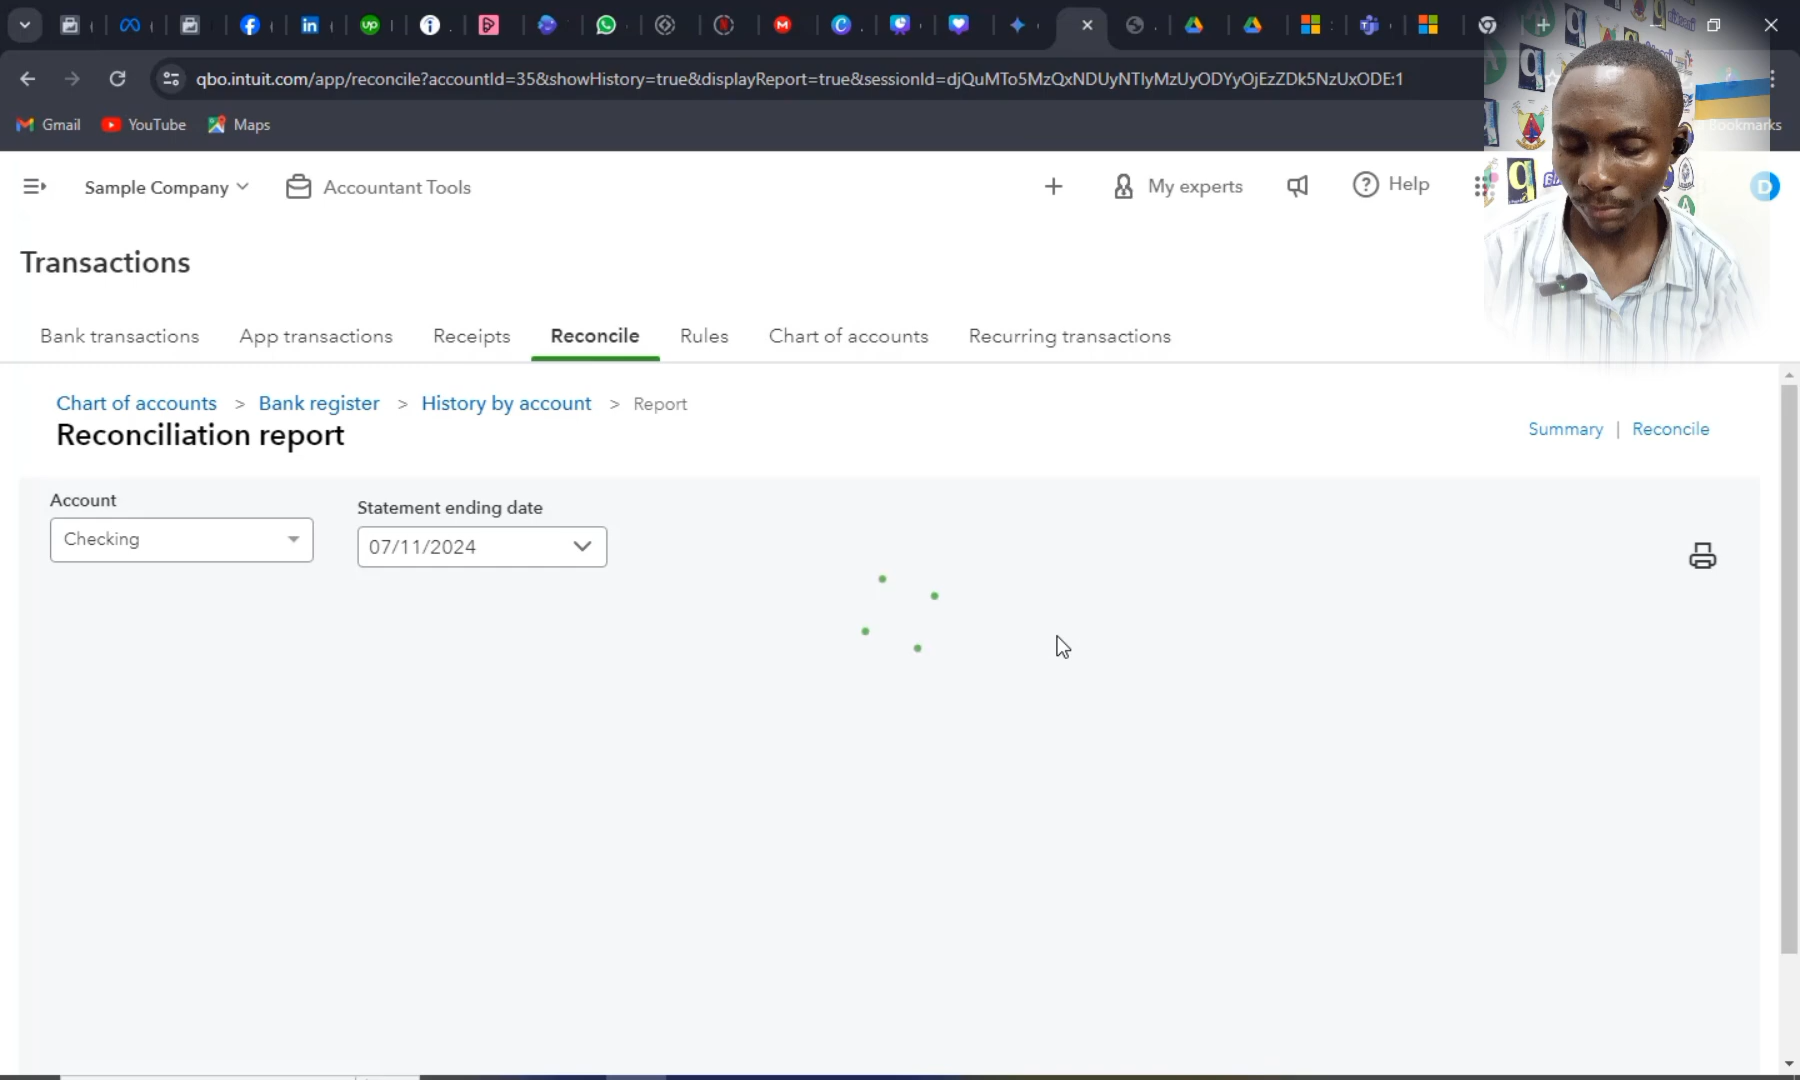 qbo.intuit.com/app/reconcile?accountId=35&showHistory=true&displayReport=true&sessionId=djQuMTo5MzQxNDUyNTIyMzUyODYyOjEzZDk5NzUxODE:1
Gmail YouTube Maps Bookmarks
Sample Company Accountant Tools My experts Help D
Transactions
Bank transactions App transactions Receipts Reconcile Rules Chart of accounts Recurring transactions
Chart of accounts > Bank register > History by account > Report
Reconciliation report
Summary | Reconcile
Account
Statement ending date
Checking
07/11/2024